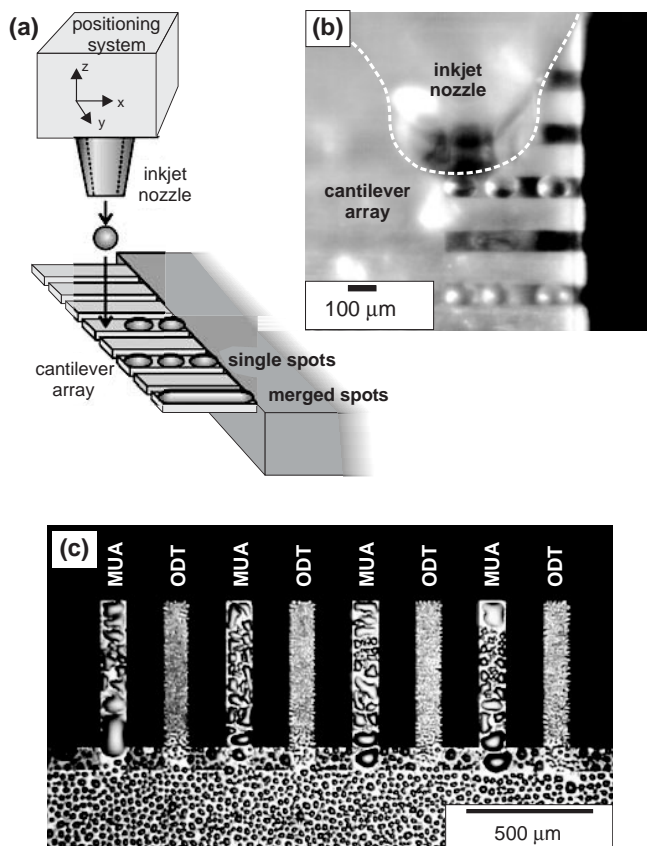 (a)
positioning
system
z
x
y
inkjet
nozzle
cantilever
array
single spots
merged spots
(b)
inkjet
nozzle
cantilever
array
100 μm
(c)
MUA
ODT
MUA
ODT
MUA
ODT
MUA
ODT
500 μm